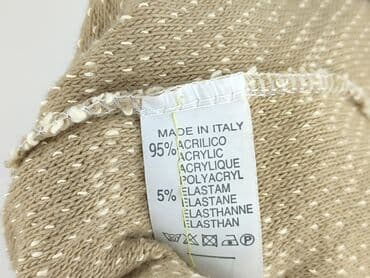 MADE IN ITALY
95% ACRILICO
ACRYLIC
ACRYLIQUE
POLYACRYL
5% ELASTAM
ELASTANE
ELASTHANNE
ELASTHAN